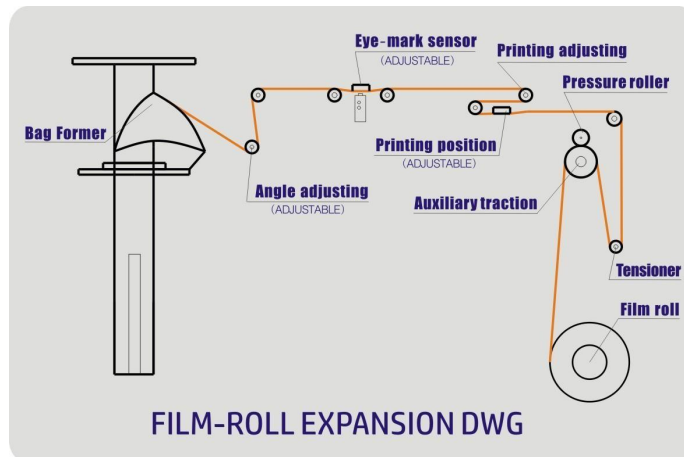 Eye-mark sensor
(ADJUSTABLE)
Printing adjusting
Pressure roller
Bag Former
Printing position
(ADJUSTABLE)
Angle adjusting
(ADJUSTABLE)
Auxiliary traction
Tensioner
Film roll
FILM-ROLL EXPANSION DWG